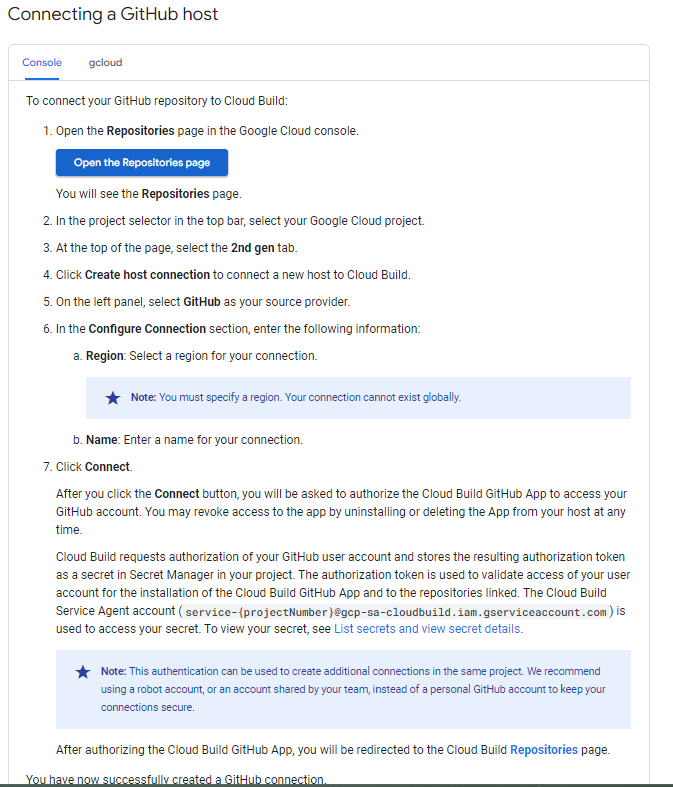 Connecting a GitHub host
Console gcloud
To connect your GitHub repository to Cloud Build:
1. Open the Repositories page in the Google Cloud console.
Open the Repositories page
You will see the Repositories page.
2. In the project selector in the top bar, select your Google Cloud project.
3. At the top of the page, select the 2nd gen tab.
4. Click Create host connection to connect a new host to Cloud Build.
5. On the left panel, select GitHub as your source provider.
6. In the Configure Connection section, enter the following information:
a. Region: Select a region for your connection.
Note: You must specify a region. Your connection cannot exist globally.
b. Name: Enter a name for your connection.
7. Click Connect.
After you click the Connect button, you will be asked to authorize the Cloud Build GitHub App to access your
GitHub account. You may revoke access to the app by uninstalling or deleting the App from your host at any
time.
Cloud Build requests authorization of your GitHub user account and stores the resulting authorization token
as a secret in Secret Manager in your project. The authorization token is used to validate access of your user
account for the installation of the Cloud Build GitHub App and to the repositories linked. The Cloud Build
Service Agent account ( service-{projectNumber}@gcp-sa-cloudbuild.iam.gserviceaccount.com ) is
used to access your secret. To view your secret, see List secrets and view secret details.
Note: This authentication can be used to create additional connections in the same project. We recommend
using a robot account, or an account shared by your team, instead of a personal GitHub account to keep your
connections secure.
After authorizing the Cloud Build GitHub App, you will be redirected to the Cloud Build Repositories page.
You have now successfully created a GitHub connection.